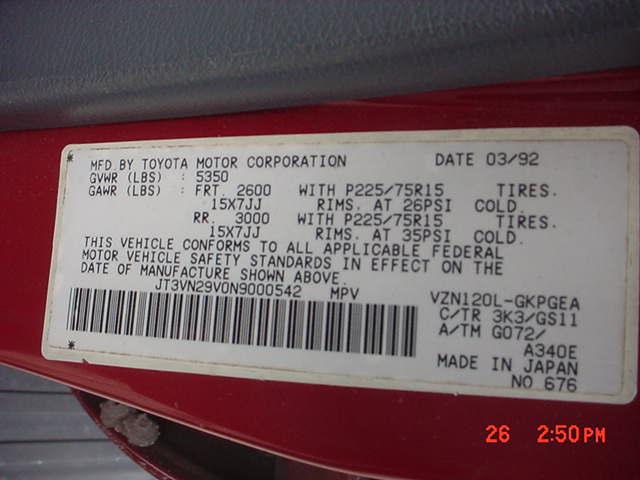 MFD. BY TOYOTA MOTOR CORPORATION DATE 03/92
GVWR (LBS) : 5350
GAWR (LBS) : FRT. 2600 WITH P225/75R15 TIRES.
15X7JJ RIMS. AT 26PSI COLD.
RR. 3000 WITH P225/75R15 TIRES.
15X7JJ RIMS. AT 35PSI COLD.
THIS VEHICLE CONFORMS TO ALL APPLICABLE FEDERAL
MOTOR VEHICLE SAFETY STANDARDS IN EFFECT ON THE
DATE OF MANUFACTURE SHOWN ABOVE.
JT3VN29V0N9000542 MPV
VZN120L-GKPGEA
C/TR 3K3/GS11
A/TM G072/
A340E
MADE IN JAPAN
NO 676
26 2:50PM